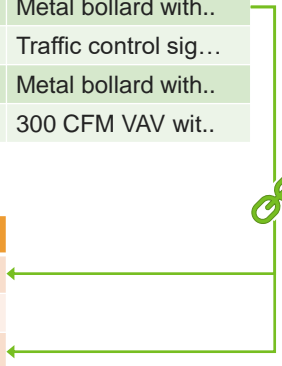 Metal bollard with..
Traffic control sig…
Metal bollard with..
300 CFM VAV wit..